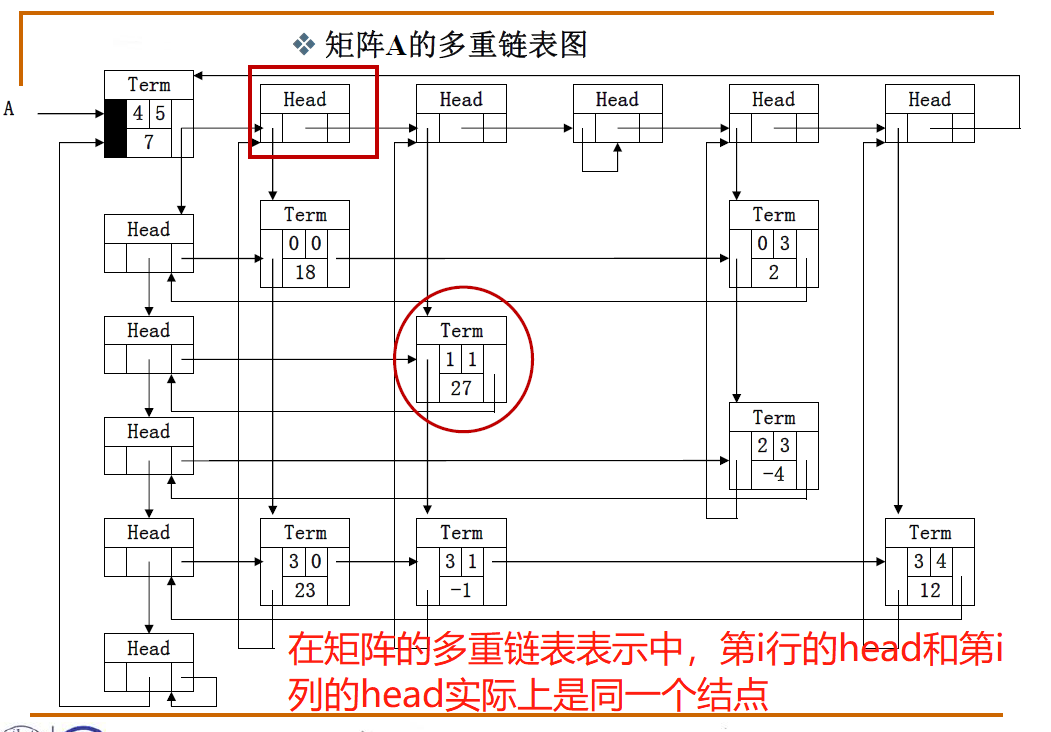 矩阵A的多重链表图
Term
4 5
7
A
Head
Head
Head
Head
Head
Head
Term
0 0
18
Term
0 3
2
Head
Term
1 1
27
Head
Term
2 3
-4
Head
Term
3 0
23
Term
3 1
-1
Term
3 4
12
Head
在矩阵的多重链表表示中，第i行的head和第i
列的head实际上是同一个结点